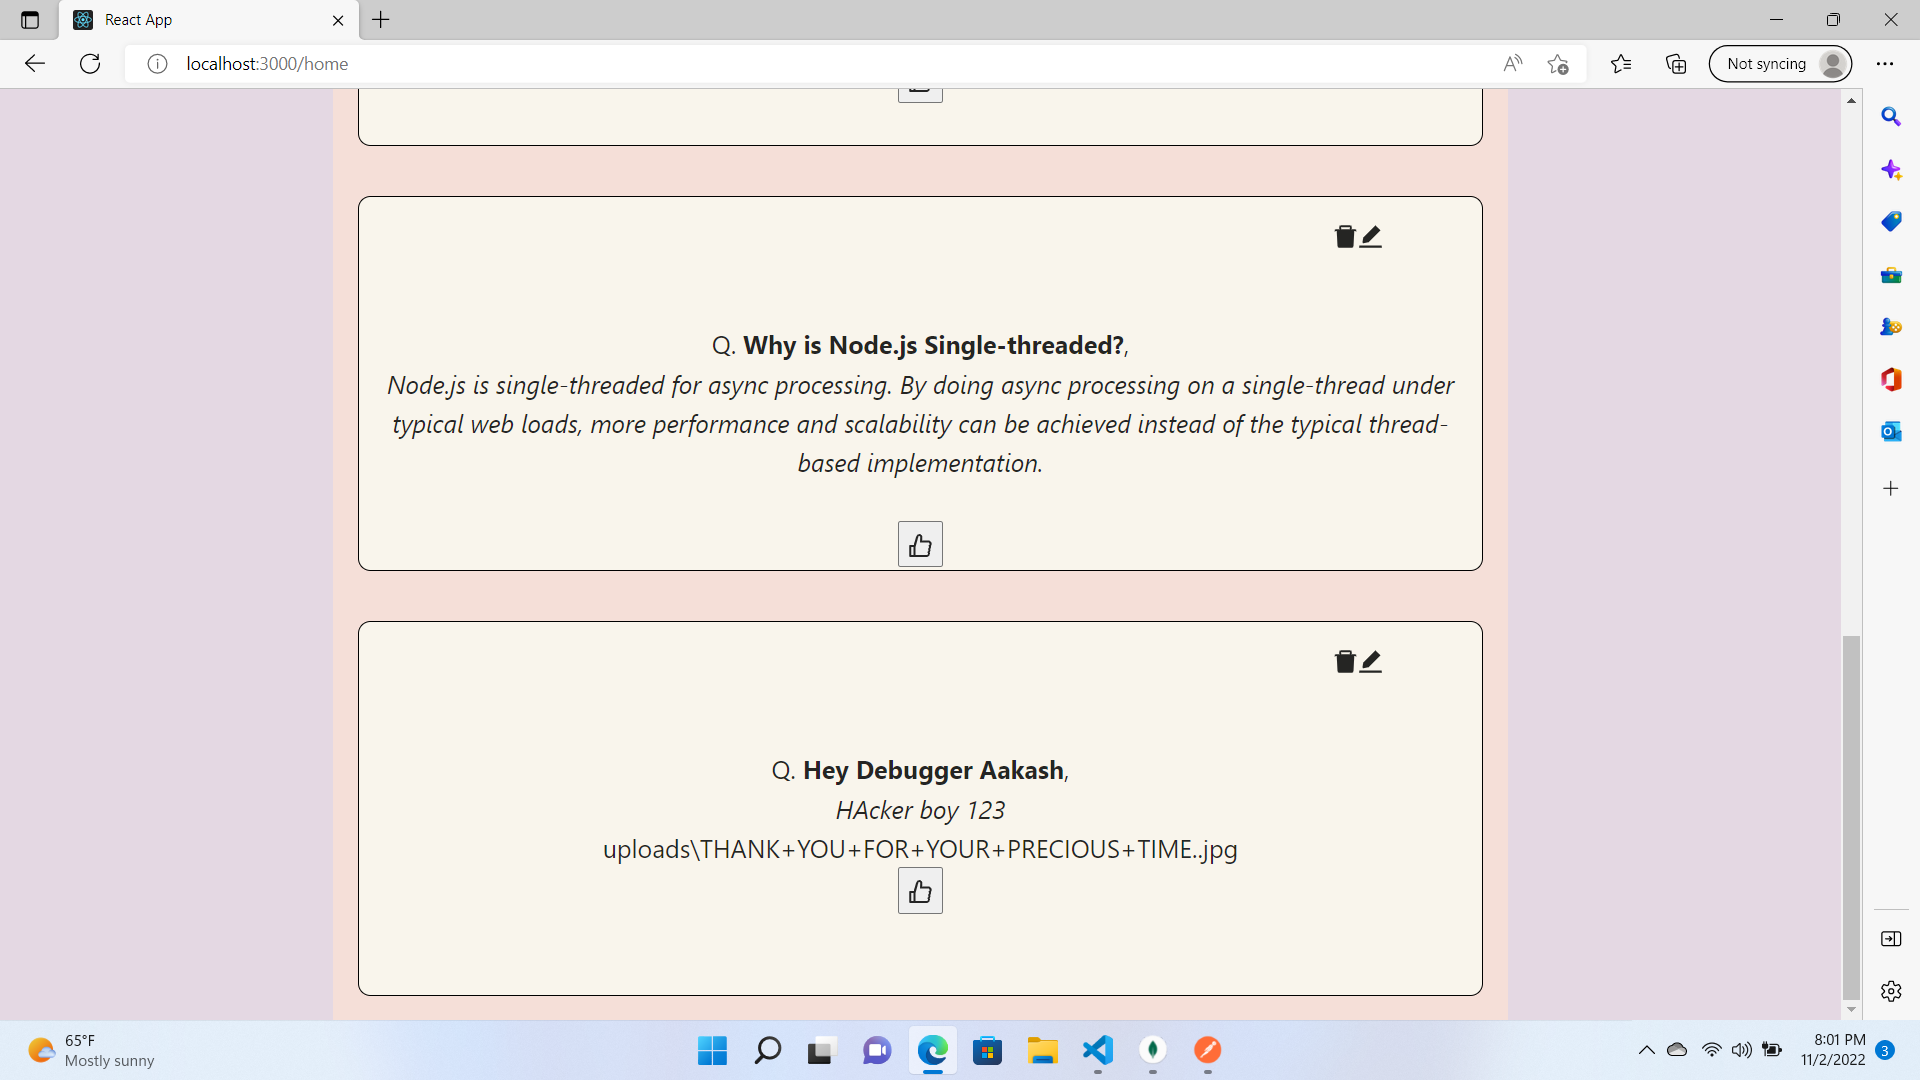 React App
localhost:3000/home
Not syncing
Q. Why is Node.js Single-threaded?,
Node.js is single-threaded for async processing. By doing async processing on a single-thread under
typical web loads, more performance and scalability can be achieved instead of the typical thread-
based implementation.
Q. Hey Debugger Aakash,
HAcker boy 123
uploads\THANK+YOU+FOR+YOUR+PRECIOUS+TIME..jpg
65°F
Mostly sunny
8:01 PM
11/2/2022
3